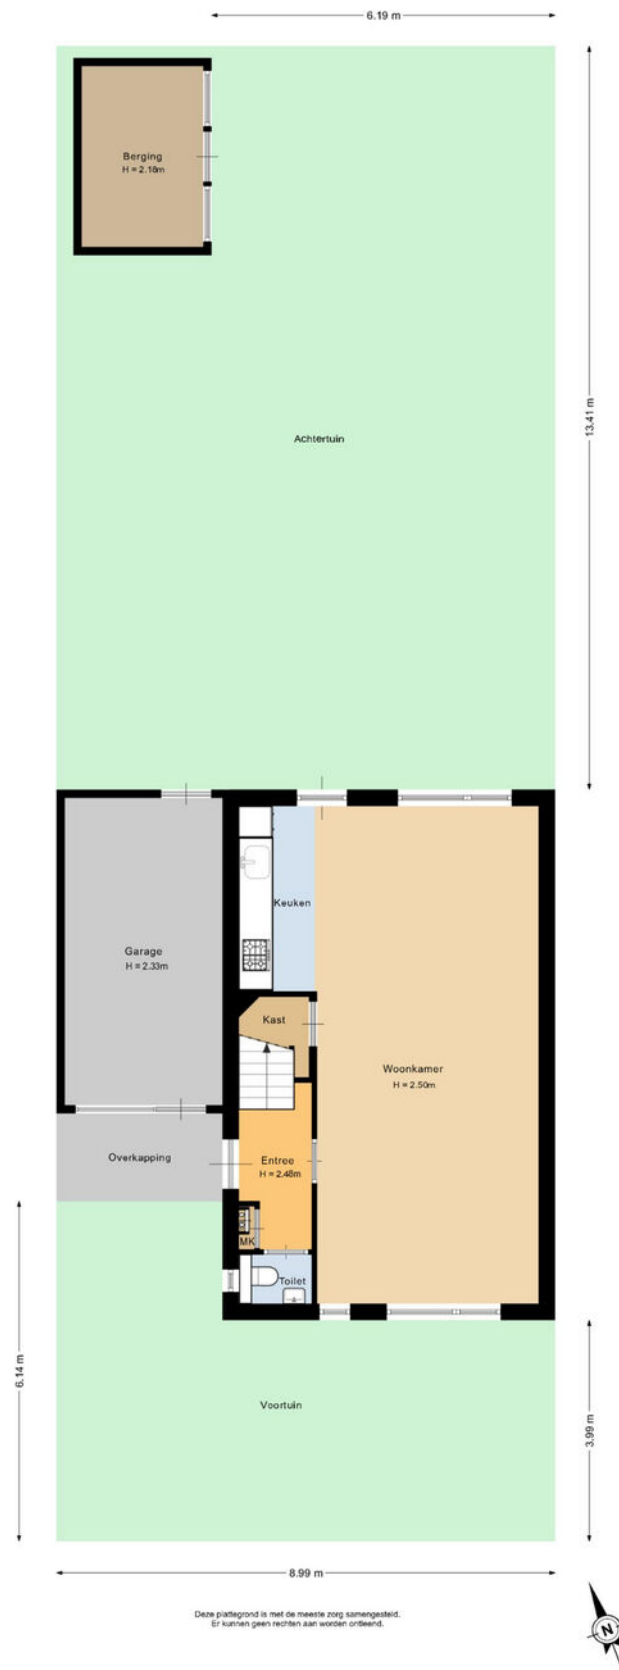 6.19 m
Berging
H = 2.18m
13.41 m
Achtertuin
Keuken
Garage
H = 2.33m
Kast
Woonkamer
H = 2.50m
Overkapping
Entree
H = 2.48m
MK
Toilet
6.14 m
3.99 m
Voortuin
8.99 m
Deze plattegrond is met de meeste zorg samengesteld.
Er kunnen geen rechten aan worden ontleend.
N